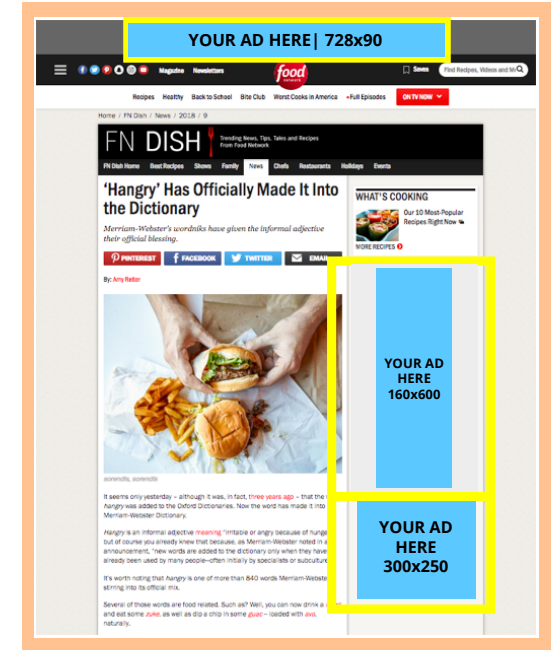 YOUR AD HERE| 728x90
Magazine Newsletters
food
NETWORK
Saves
Find Recipes, Videos and
Recipes Healthy Back to School Bite Club Worst Cooks in America Full Episodes ON TV NOW
Home / FN Dish / News / 2018 / 9
FN DISH
Trending News, Tips, Tales and Recipes
From Food Network
FN Dish Home Best Recipes Shows Family News Chefs Restaurants Holidays Events
‘Hangry’ Has Officially Made It Into
the Dictionary
Merriam-Webster's wordniks have given the informal adjective
their official blessing.
PINTEREST FACEBOOK TWITTER EMAIL
By: Amy Reiter
WHAT'S COOKING
Our 10 Most-Popular
Recipes Right Now
MORE RECIPES
YOUR AD
HERE
160x600
sorendls, sorendls
It seems only yesterday – although it was, in fact, three years ago – that the
hangry was added to the Oxford Dictionaries. Now the word has made it into
Merriam-Webster Dictionary.
Hangry is an informal adjective meaning "irritable or angry because of hunger
but of course you already knew that because, as Merriam-Webster noted in
announcement, "new words are added to the dictionary only when they have
already been used by many people—often initially by specialists or subculture
It's worth noting that hangry is one of more than 840 words Merriam-Webster
stirring into its official mix.
Several of those words are food related. Such as? Well, you can now drink a
and eat some zuke, as well as dip a chip in some guac – loaded with avo,
naturally.
YOUR AD
HERE
300x250